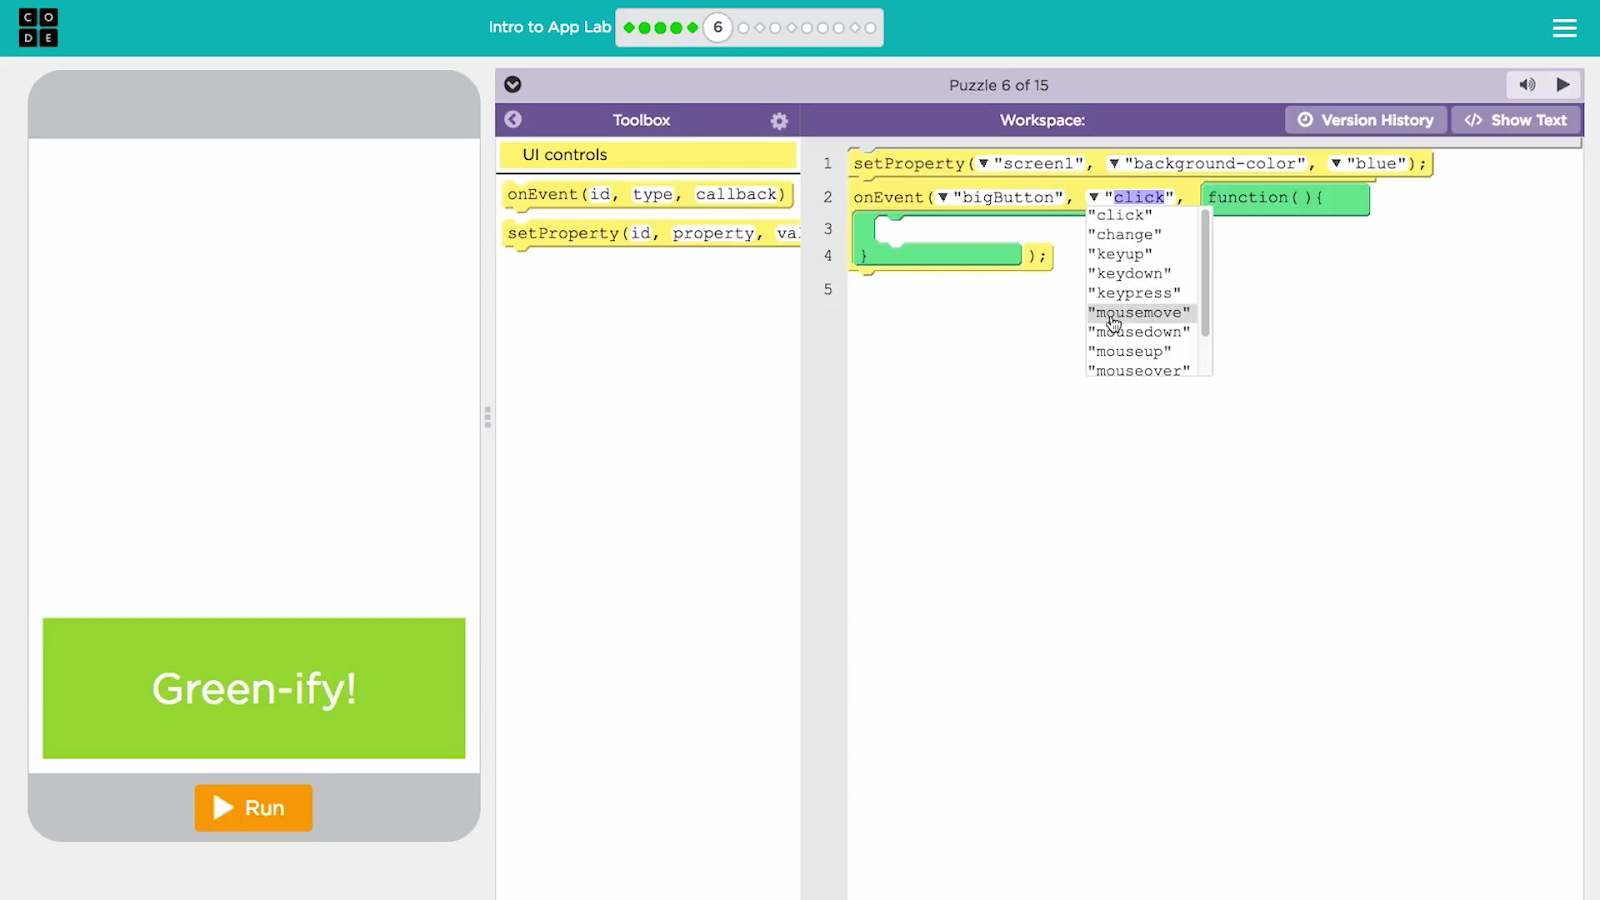 CO
DE
Intro to App Lab
6
Puzzle 6 of 15
Toolbox
Workspace:
Version History
</> Show Text
UI controls
onEvent(id, type, callback)
setProperty(id, property, va
1 setProperty(▼"screen1", ▼"background-color", ▼"blue");
2 onEvent(▼"bigButton", ▼"click", function(){
3
4 } );
5
"click"
"change"
"keyup"
"keydown"
"keypress"
"mousemove"
"mousedown"
"mouseup"
"mouseover"
Green-ify!
Run